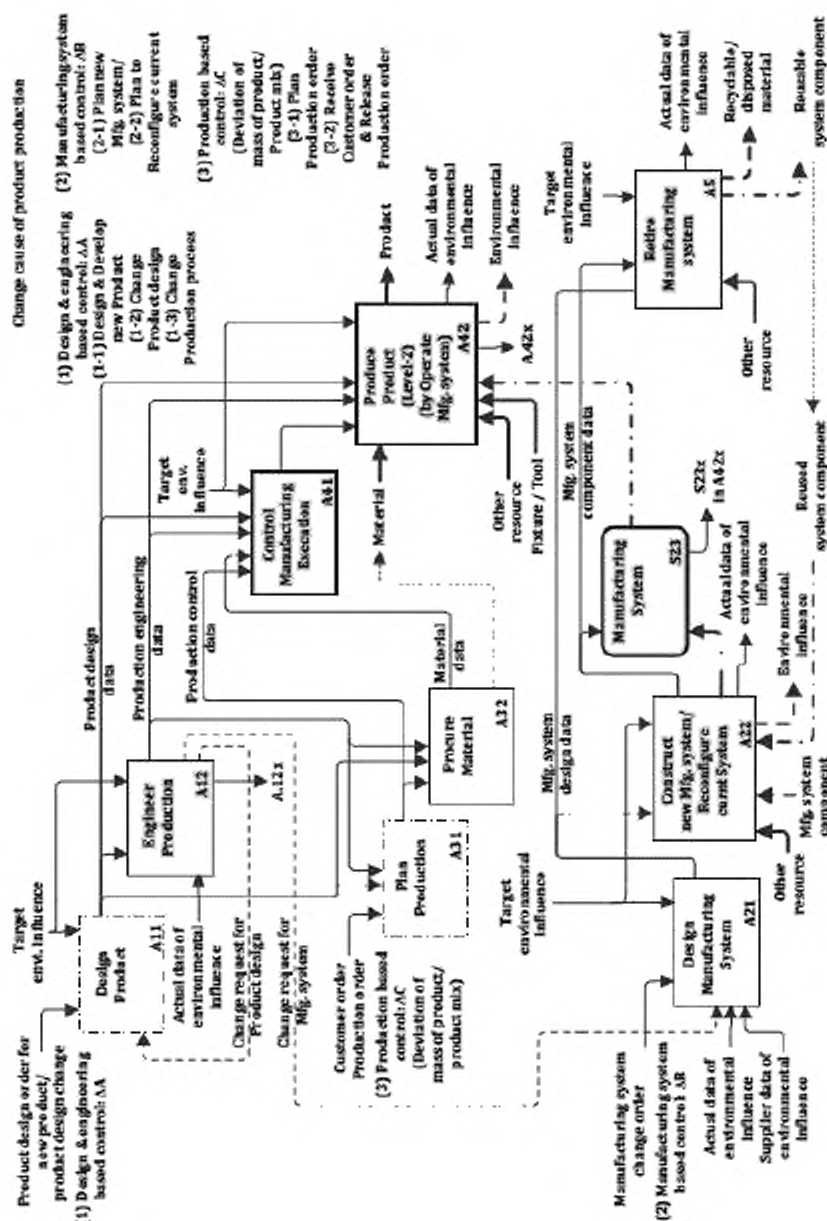 Change cause of product production
(1) Design & engineering
based control: ΔA
(1-1) Design & Develop
new Product
(1-2) Change
Product design
(1-3) Change
Production process
(2) Manufacturing system
based control: ΔB
(2-1) Plan new
Mfg. system/
(2-2) Plan to
Reconfigure current
system
(3) Production based
control: ΔC
(Deviation of
mass of product/
Product mix)
(3-1) Plan
Production order
(3-2) Receive
Customer order
& Release
Production order
Product design order for
new product/
product design change
(1) Design & engineering
based control: ΔA
Target
envi. influence
Design
Product
A11
Engineer
Production
A12
A12x
Actual data of
environmental
influence
Change request for
Product design
Change request for
Mfg. system
Product design
data
Production engineering
data
Production control
data
Target
env.
influence
Control
Manufacturing
Execution
A41
Produce
Product
(Level-2)
(by Operate
Mfg. system)
A42
Product
Actual data of
environmental
influence
Environmental
influence
A42x
Material
Other
resource
Fixture / Tool
Customer order
Production order
(3) Production based
control: ΔC
(Deviation of
mass of product/
product mix)
Plan
Production
A31
Procure
Material
A32
Material
data
Manufacturing system
change order
(2) Manufacturing system
based control: ΔB
Actual data of
environmental
influence
Supplier data of
environmental
influence
Target
environmental
influence
Design
Manufacturing
System
A21
Mfg. system
design data
Construct
new Mfg. system/
Reconfigure
curnt System
A22
Other
resource
Mfg. system
component
Manufacturing
System
S23
S23x
in A42x
Actual data of
environmental
influence
Environmental
influence
Reused
system component
Mfg. system
component data
Target
environmental
influence
Retire
Manufacturing
system
A5
Other
resource
Actual data of
environmental
influence
Recyclable/
disposed
material
Reusable
system component